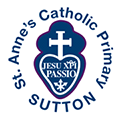 St. Anne's Catholic Primary
JESU XPI
PASSIO
SUTTON